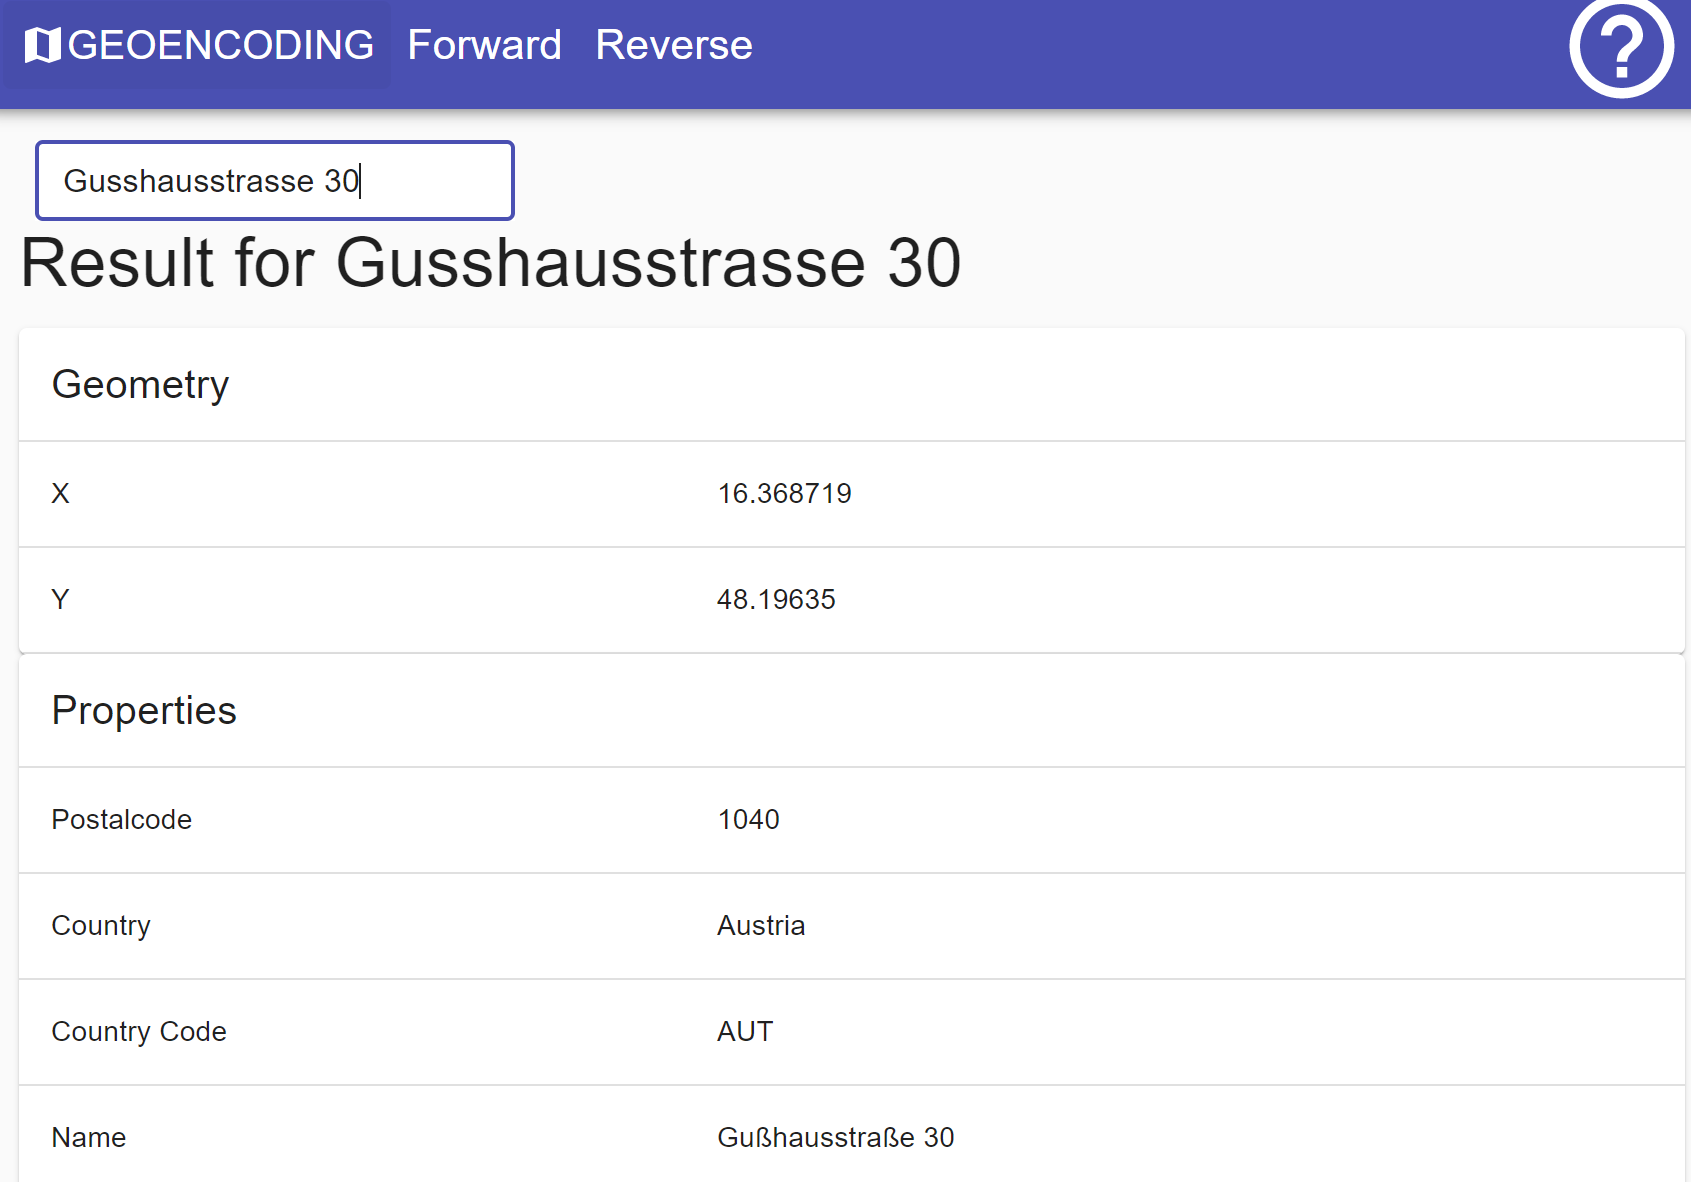 GEOENCODING Forward Reverse
Gusshausstrasse 30
Result for Gusshausstrasse 30
Geometry
X 16.368719
Y 48.19635
Properties
Postalcode 1040
Country Austria
Country Code AUT
Name Gußhausstraße 30